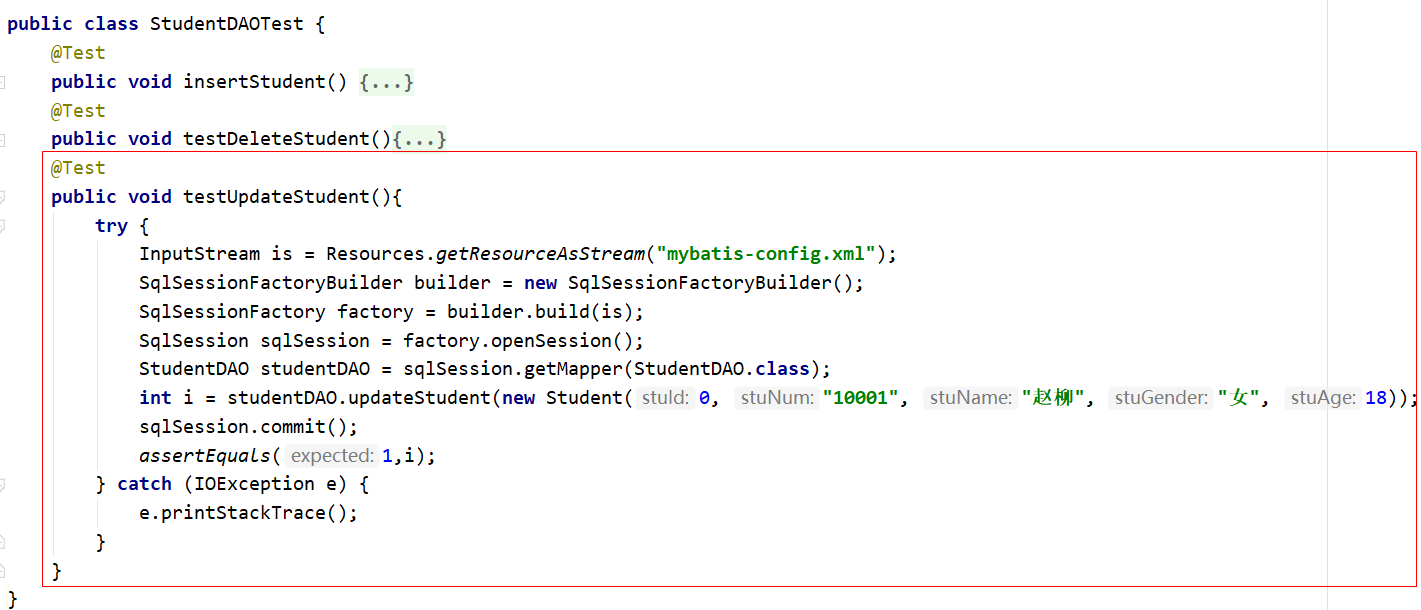 public class StudentDAOTest {
@Test
public void insertStudent() {...}
@Test
public void testDeleteStudent(){...}
@Test
public void testUpdateStudent(){
try {
InputStream is = Resources.getResourceAsStream("mybatis-config.xml");
SqlSessionFactoryBuilder builder = new SqlSessionFactoryBuilder();
SqlSessionFactory factory = builder.build(is);
SqlSession sqlSession = factory.openSession();
StudentDAO studentDAO = sqlSession.getMapper(StudentDAO.class);
int i = studentDAO.updateStudent(new Student( stuId: 0, stuNum: "10001", stuName: "赵柳", stuGender: "女", stuAge: 18));
sqlSession.commit();
assertEquals( expected: 1,i);
} catch (IOException e) {
e.printStackTrace();
}
}
}